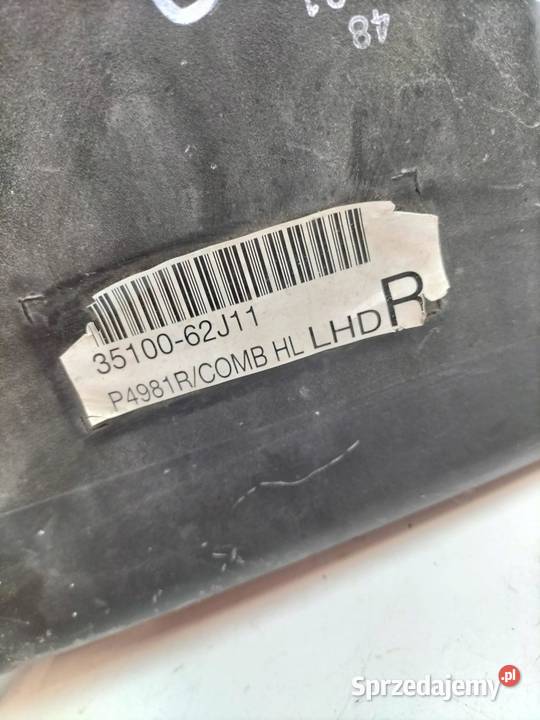 48
35100-62J11
P4981R/COMB HL LHD R
Sprzedajemy.pl